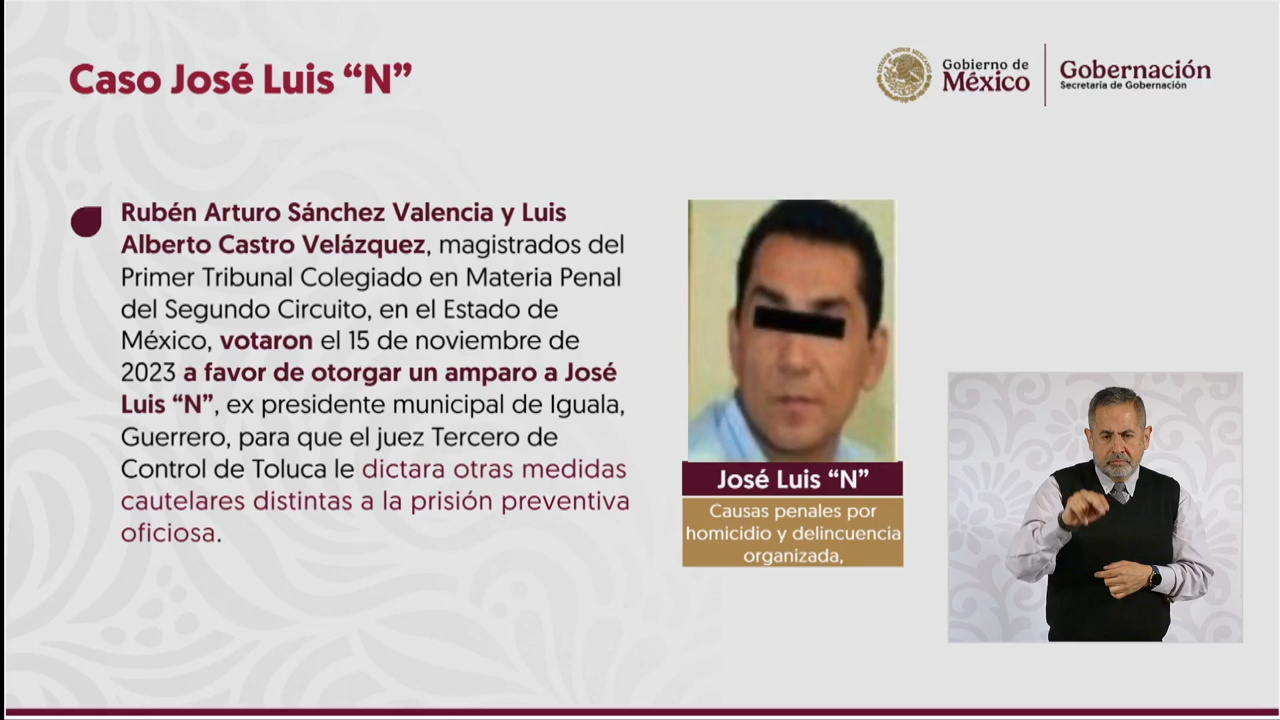 Caso José Luis “N”
Gobierno de
México
Gobernación
Secretaría de Gobernación
Rubén Arturo Sánchez Valencia y Luis
Alberto Castro Velázquez, magistrados del
Primer Tribunal Colegiado en Materia Penal
del Segundo Circuito, en el Estado de
México, votaron el 15 de noviembre de
2023 a favor de otorgar un amparo a José
Luis “N”, ex presidente municipal de Iguala,
Guerrero, para que el juez Tercero de
Control de Toluca le dictara otras medidas
cautelares distintas a la prisión preventiva
oficiosa.
José Luis “N”
Causas penales por
homicidio y delincuencia
organizada,